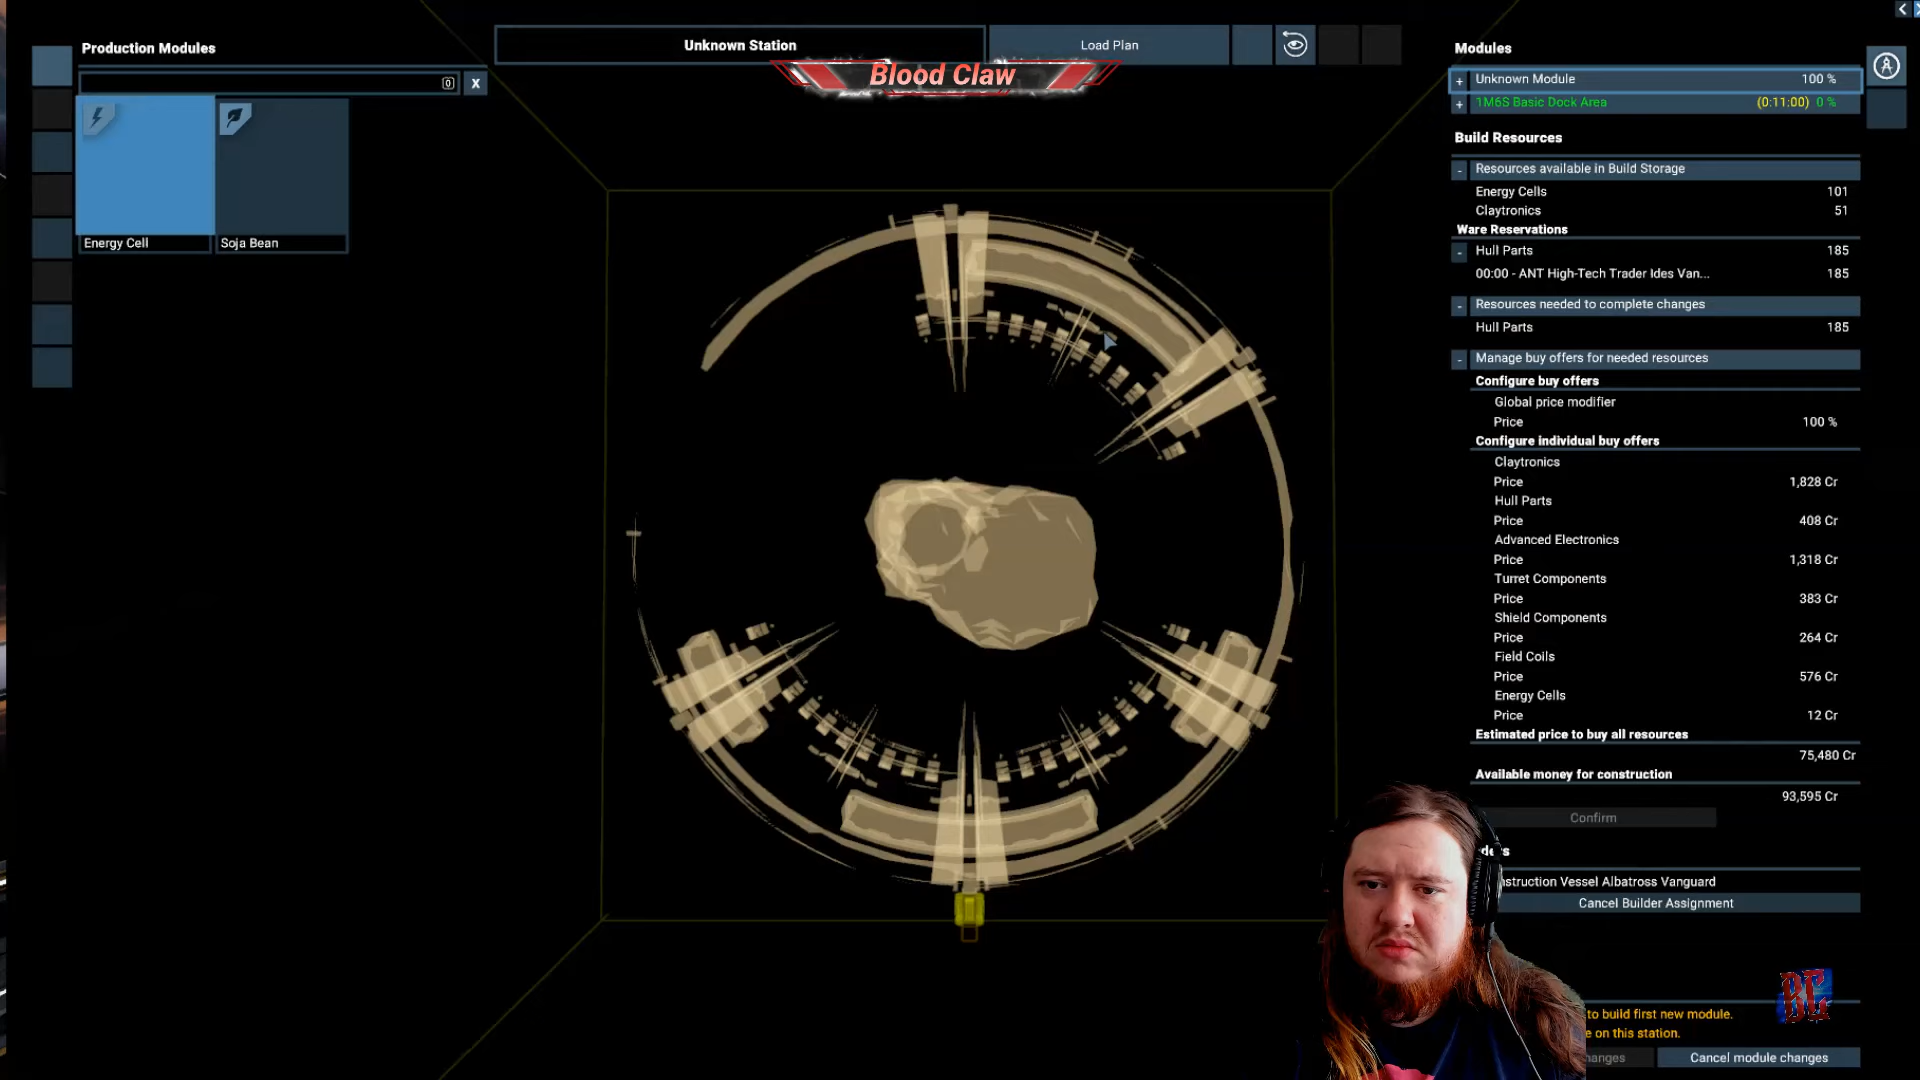 Production Modules
0
X
Energy Cell
Soja Bean
Unknown Station
Load Plan
Blood Claw
Modules
+ Unknown Module 100 %
+ 1M6S Basic Dock Area (0:11:00) 0 %
Build Resources
- Resources available in Build Storage
Energy Cells 101
Claytronics 51
Ware Reservations
- Hull Parts 185
00:00 - ANT High-Tech Trader Ides Van... 185
- Resources needed to complete changes
Hull Parts 185
- Manage buy offers for needed resources
Configure buy offers
Global price modifier
Price 100 %
Configure individual buy offers
Claytronics
Price 1,828 Cr
Hull Parts
Price 408 Cr
Advanced Electronics
Price 1,318 Cr
Turret Components
Price 383 Cr
Shield Components
Price 264 Cr
Field Coils
Price 576 Cr
Energy Cells
Price 12 Cr
Estimated price to buy all resources
75,480 Cr
Available money for construction
93,595 Cr
Confirm
ders
nstruction Vessel Albatross Vanguard
Cancel Builder Assignment
BC
to build first new module.
e on this station.
hanges
Cancel module changes